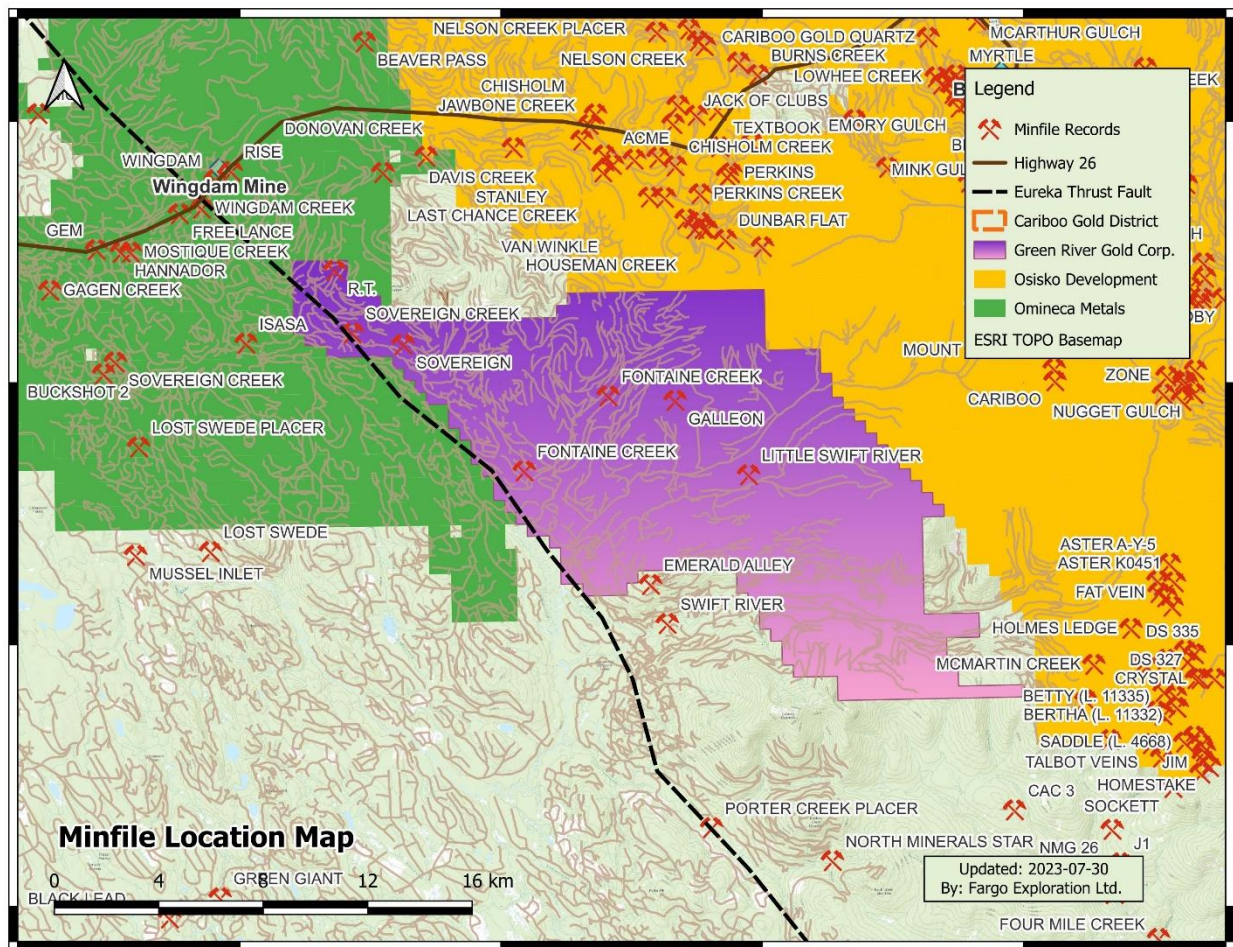 NELSON CREEK PLACER
CARIBOO GOLD QUARTZ
MCARTHUR GULCH
BEAVER PASS
NELSON CREEK
BURNS CREEK
MYRTLE
LOWHEE CREEK
CHISHOLM
JAWBONE CREEK
JACK OF CLUBS
DONOVAN CREEK
ACME
TEXTBOOK
EMORY GULCH
CHISHOLM CREEK
RISE
WINGDAM
Wingdam Mine
DAVIS CREEK
PERKINS
MINK GUL
STANLEY
PERKINS CREEK
WINGDAM CREEK
LAST CHANCE CREEK
DUNBAR FLAT
GEM
FREE LANCE
VAN WINKLE
MOSTIQUE CREEK
HOUSEMAN CREEK
HANNADOR
GAGEN CREEK
R.T.
Legend
Minfile Records
Highway 26
Eureka Thrust Fault
Cariboo Gold District
Green River Gold Corp.
Osisko Development
Omineca Metals
ESRI TOPO Basemap
SOVEREIGN CREEK
ISASA
SOVEREIGN
MOUNT
BUCKSHOT 2
SOVEREIGN CREEK
FONTAINE CREEK
ZONE
CARIBOO
NUGGET GULCH
GALLEON
LOST SWEDE PLACER
FONTAINE CREEK
LITTLE SWIFT RIVER
LOST SWEDE
MUSSEL INLET
EMERALD ALLEY
SWIFT RIVER
ASTER A-Y-5
ASTER K0451
FAT VEIN
HOLMES LEDGE
DS 335
MCMARTIN CREEK
DS 327
CRYSTAL
BETTY (L. 11335)
BERTHA (L. 11332)
SADDLE (L. 4668)
TALBOT VEINS
JIM
HOMESTAKE
CAC 3
SOCKETT
PORTER CREEK PLACER
NORTH MINERALS STAR
NMG 26
J1
Minfile Location Map
0 4 8 12 16 km
GREEN GIANT
BLACK LEAD
Updated: 2023-07-30
By: Fargo Exploration Ltd.
FOUR MILE CREEK